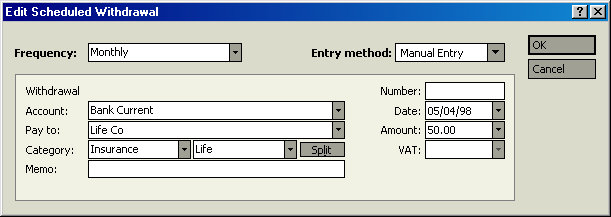 Edit Scheduled Withdrawal
Frequency: Monthly Entry method: Manual Entry OK
Cancel
Withdrawal Number:
Account: Bank Current Date: 05/04/98
Pay to: Life Co Amount: 50.00
Category: Insurance Life Split VAT:
Memo: